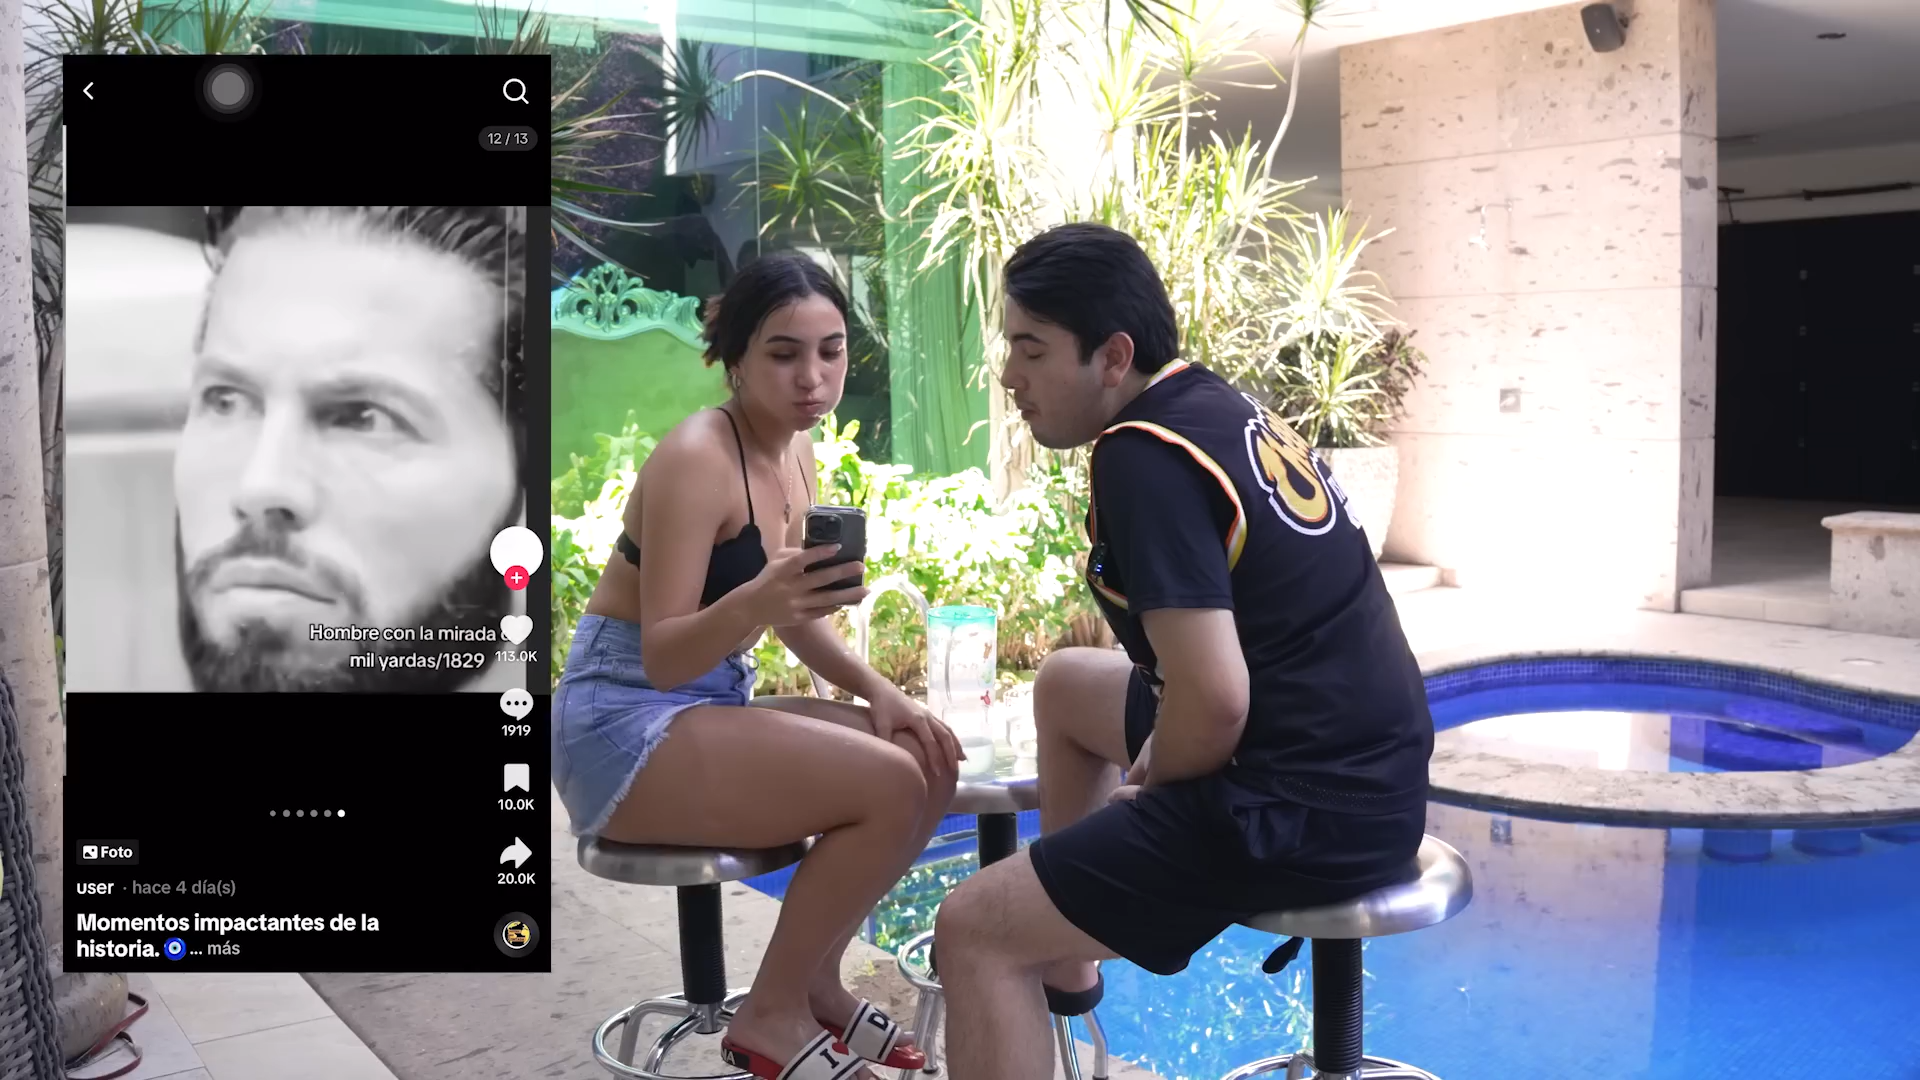 12 / 13
Hombre con la mirada
mil yardas/1829
113.0K
1919
10.0K
20.0K
Foto
user · hace 4 día(s)
Momentos impactantes de la
historia. ... más
I
D